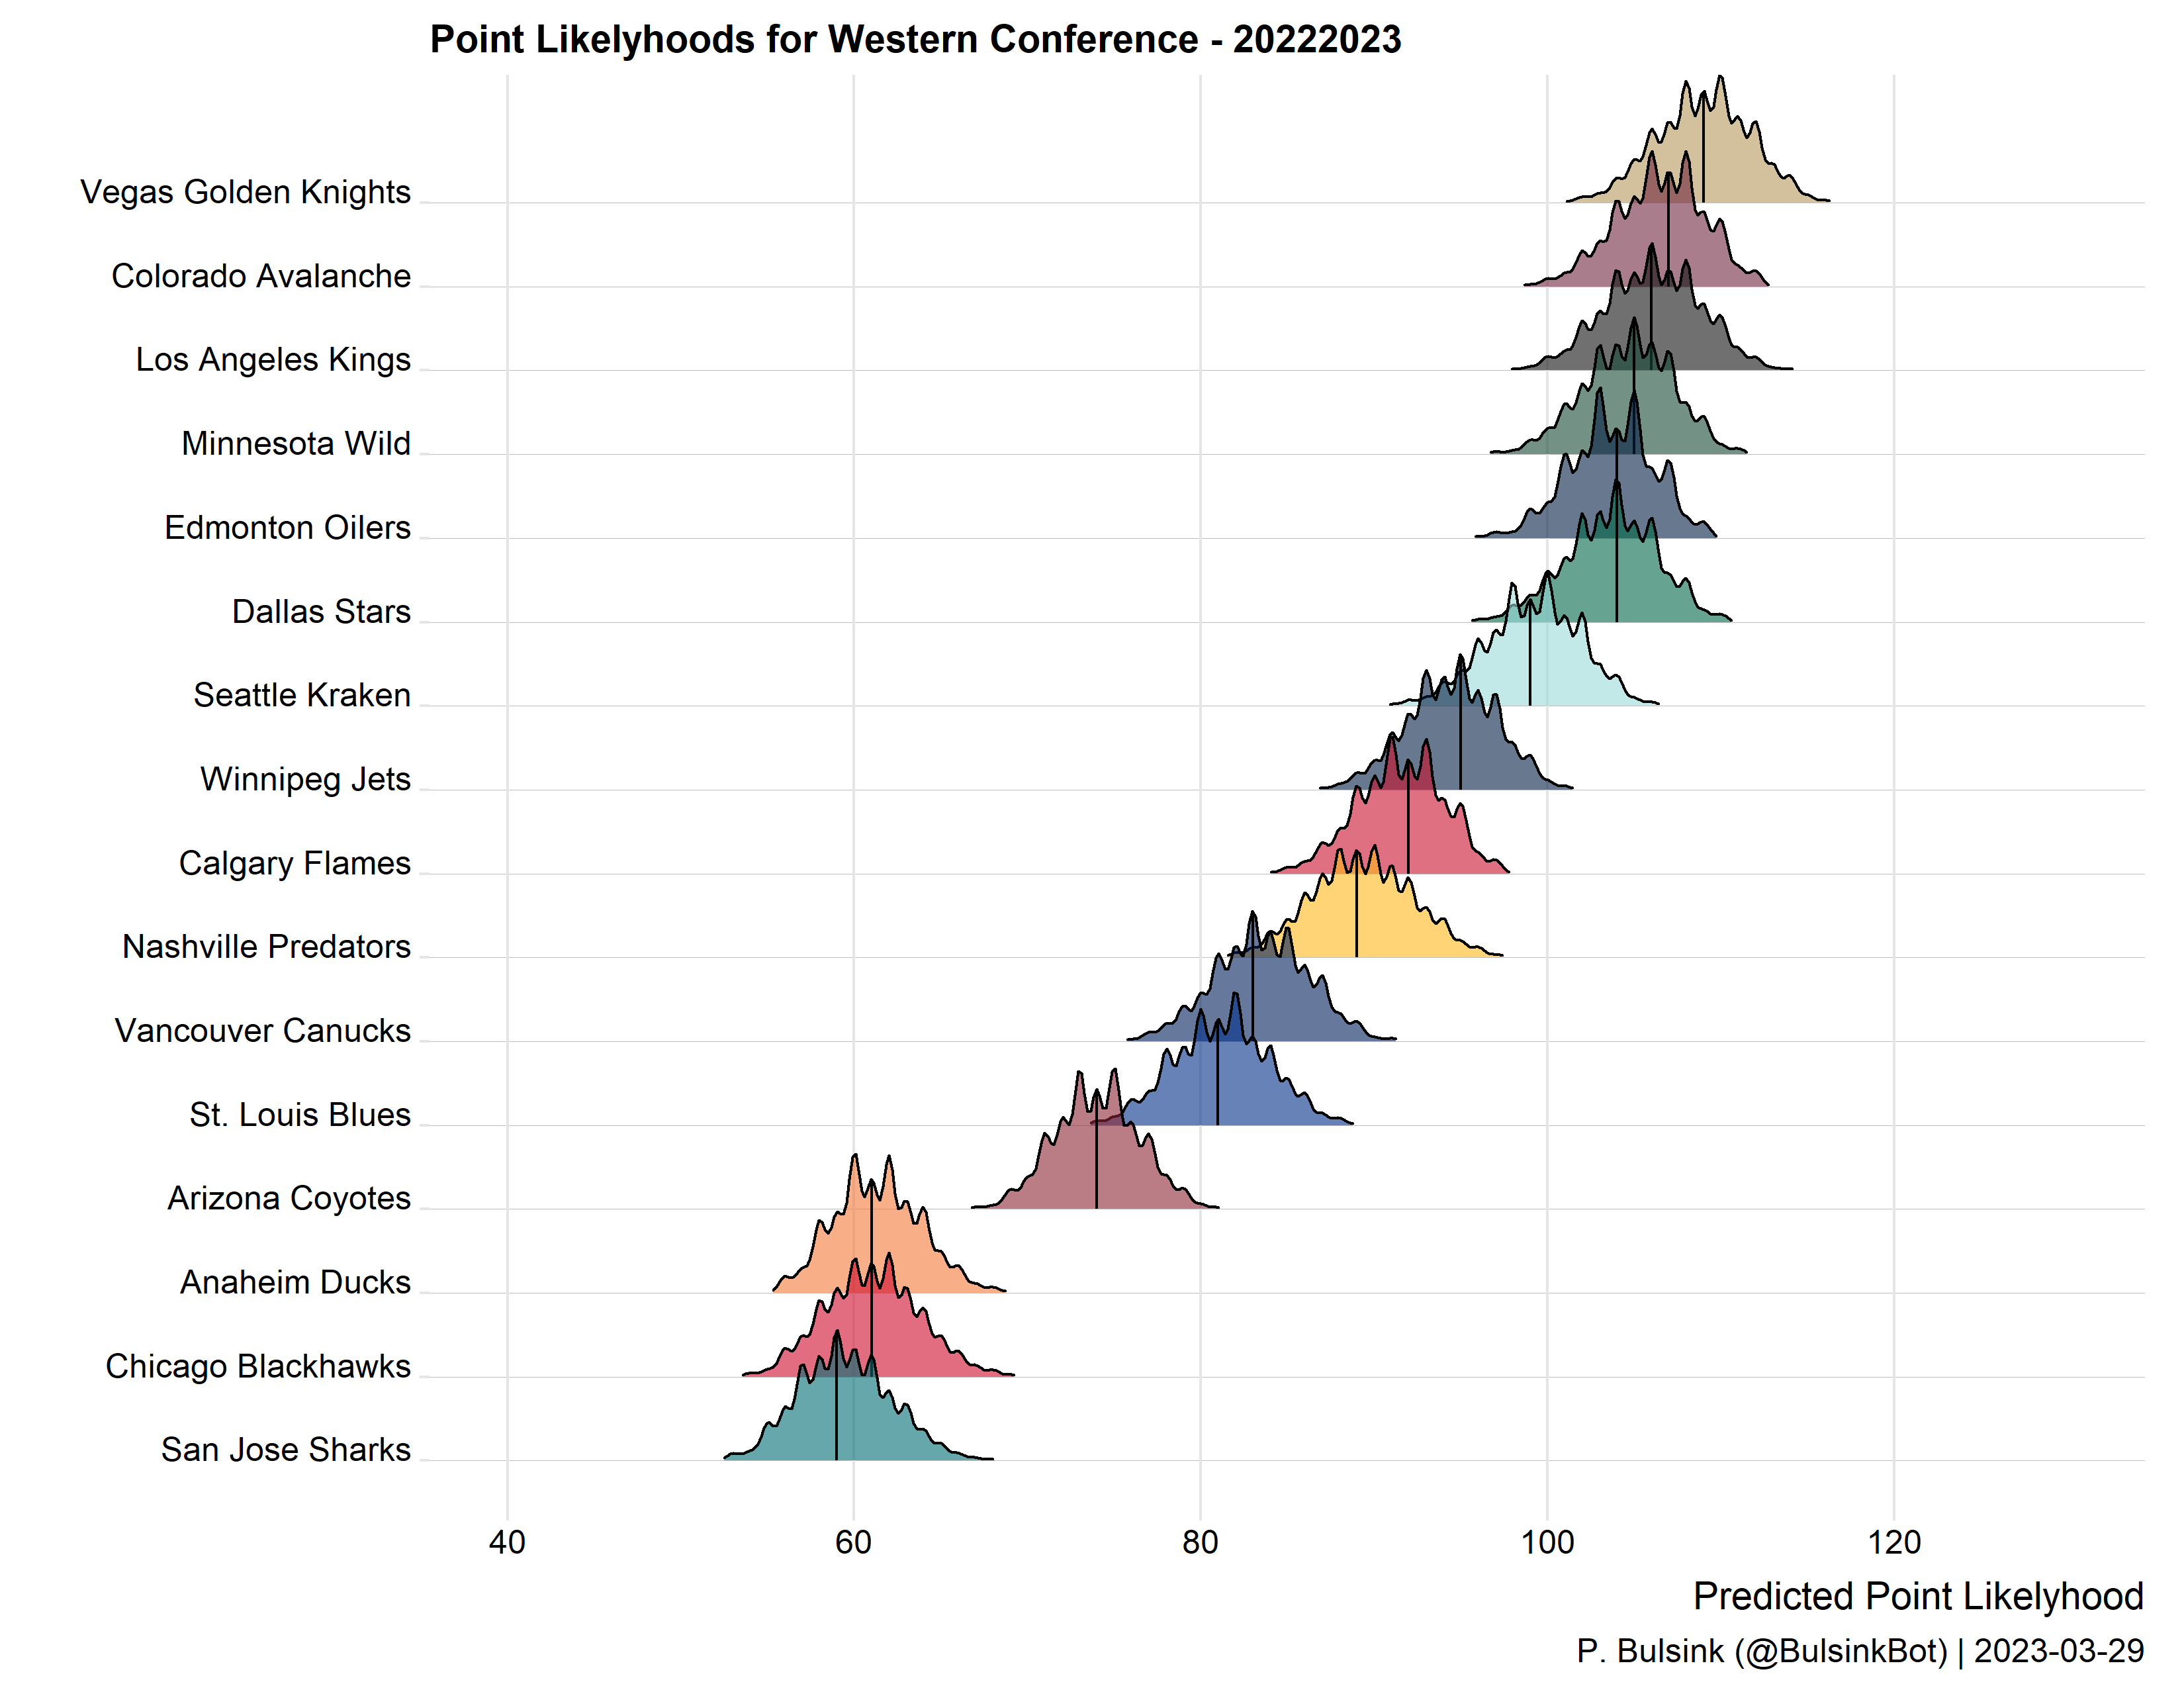 Point Likelyhoods for Western Conference - 20222023
Vegas Golden Knights
Colorado Avalanche
Los Angeles Kings
Minnesota Wild
Edmonton Oilers
Dallas Stars
Seattle Kraken
Winnipeg Jets
Calgary Flames
Nashville Predators
Vancouver Canucks
St. Louis Blues
Arizona Coyotes
Anaheim Ducks
Chicago Blackhawks
San Jose Sharks
40 60 80 100 120
Predicted Point Likelyhood
P. Bulsink (@BulsinkBot) | 2023-03-29